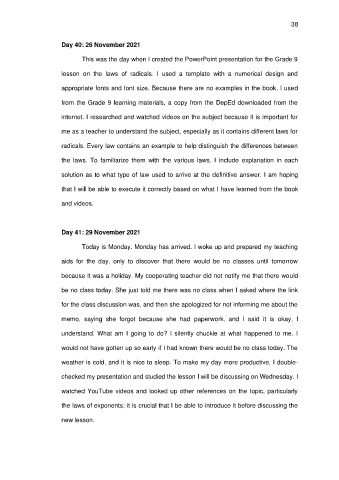 38
Day 40: 26 November 2021
This was the day when I created the PowerPoint presentation for the Grade 9
lesson on the laws of radicals. I used a template with a numerical design and
appropriate fonts and font size. Because there are no examples in the book, I used
from the Grade 9 learning materials, a copy from the DepEd downloaded from the
internet. I researched and watched videos on the subject because it is important for
me as a teacher to understand the subject, especially as it contains different laws for
radicals. Every law contains an example to help distinguish the differences between
the laws. To familiarize them with the various laws, I include explanation in each
solution as to what type of law used to arrive at the definitive answer. I am hoping
that I will be able to execute it correctly based on what I have learned from the book
and videos.
Day 41: 29 November 2021
Today is Monday. Monday has arrived. I woke up and prepared my teaching
aids for the day, only to discover that there would be no classes until tomorrow
because it was a holiday. My cooperating teacher did not notify me that there would
be no class today. She just told me there was no class when I asked where the link
for the class discussion was, and then she apologized for not informing me about the
memo, saying she forgot because she had paperwork, and I said it is okay, I
understand. What am I going to do? I silently chuckle at what happened to me. I
would not have gotten up so early if I had known there would be no class today. The
weather is cold, and it is nice to sleep. To make my day more productive, I double-
checked my presentation and studied the lesson I will be discussing on Wednesday. I
watched YouTube videos and looked up other references on the topic, particularly
the laws of exponents; it is crucial that I be able to introduce it before discussing the
new lesson.